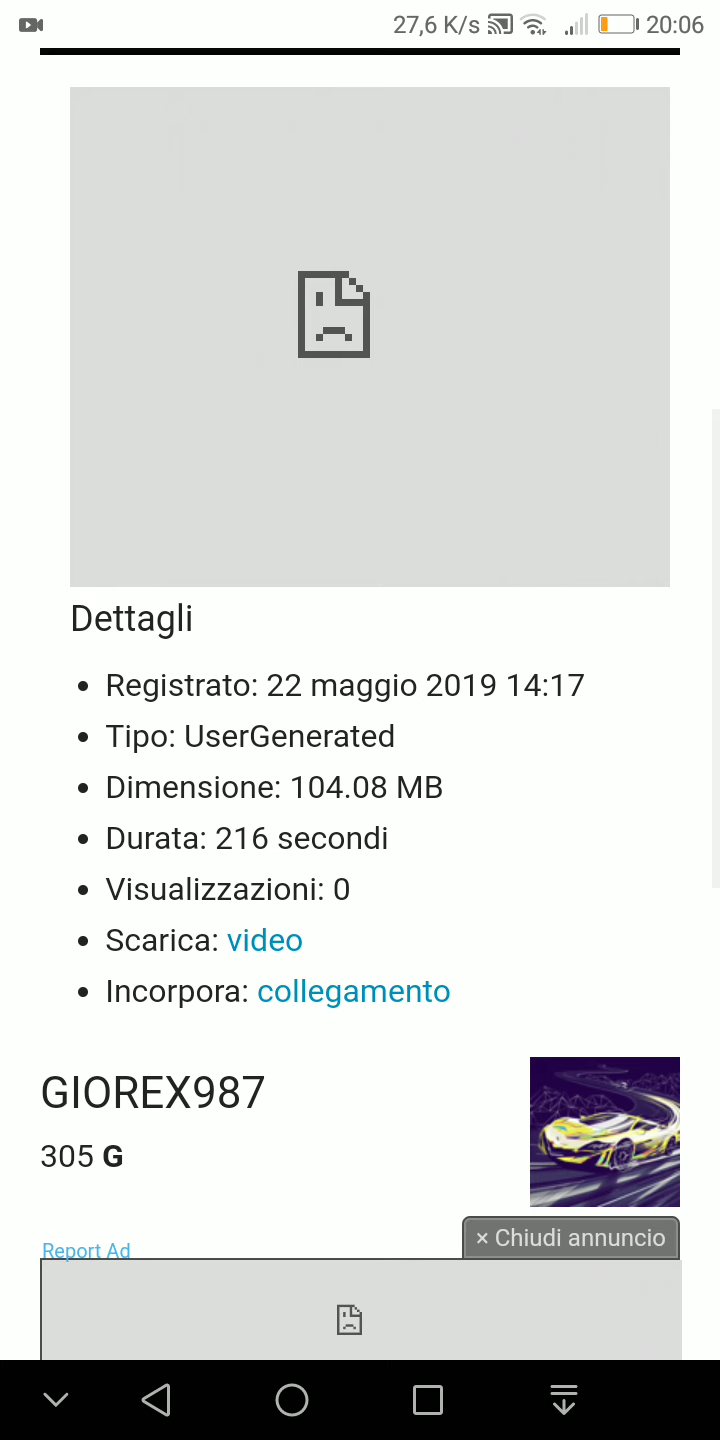 27,6 K/s 20:06
Dettagli
Registrato: 22 maggio 2019 14:17
Tipo: UserGenerated
Dimensione: 104.08 MB
Durata: 216 secondi
Visualizzazioni: 0
Scarica: video
Incorpora: collegamento
GIOREX987
305 G
Report Ad
× Chiudi annuncio